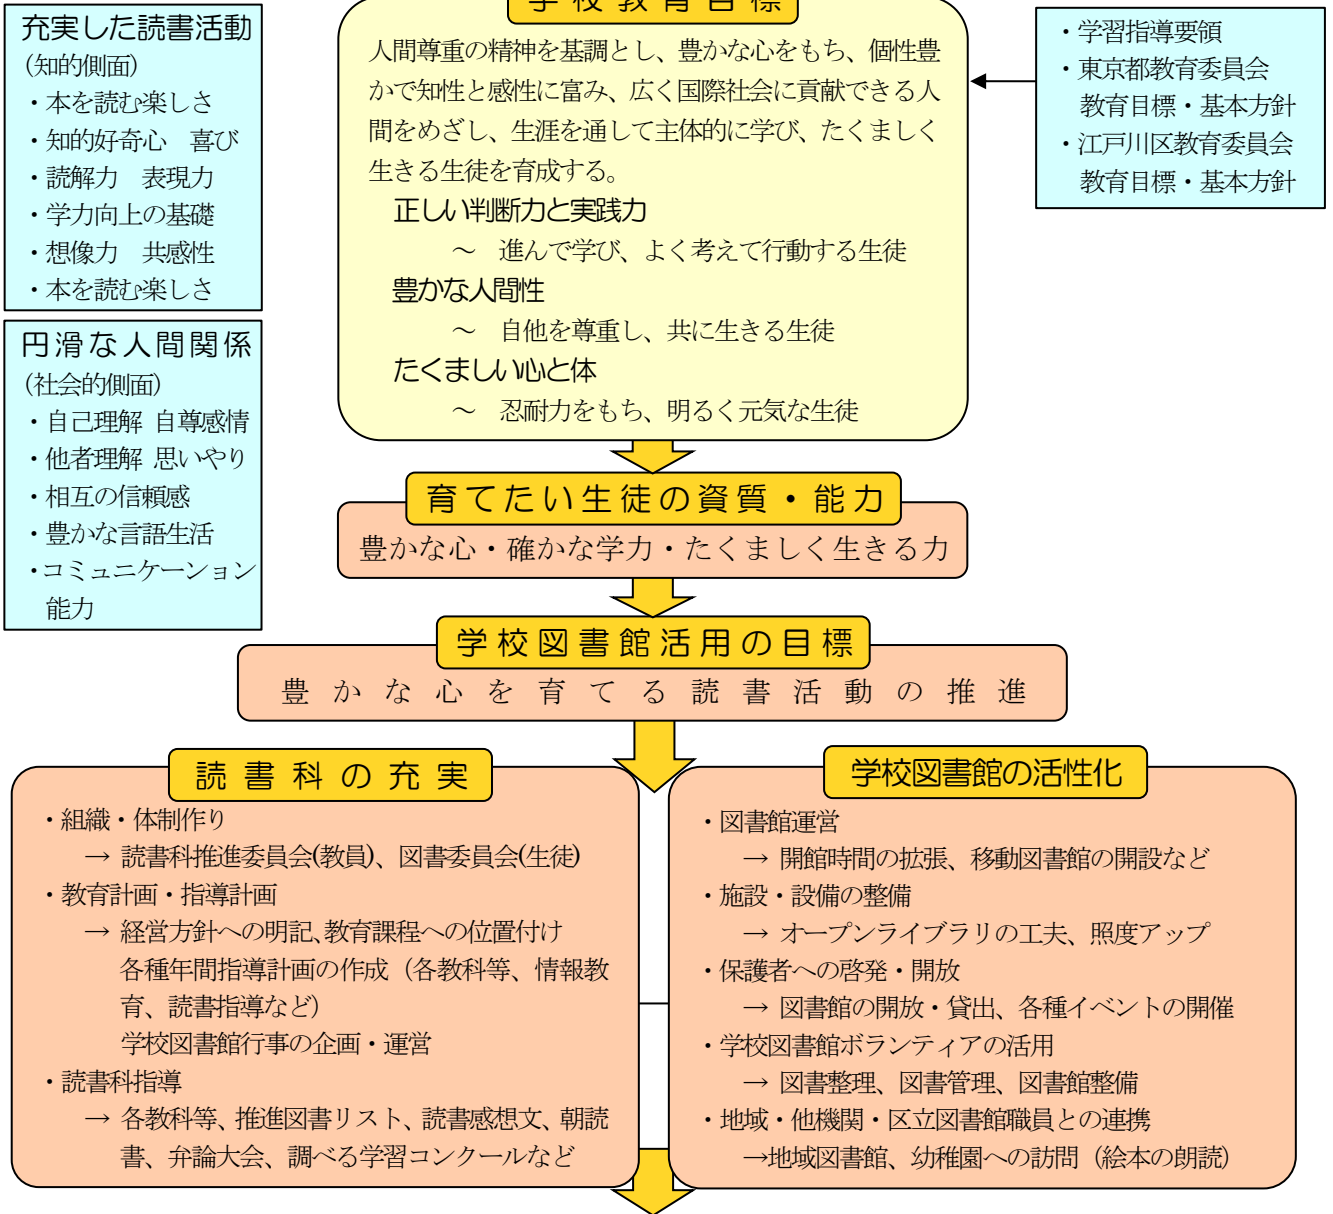 学校教育目標
充実した読書活動
(知的側面)
・本を読む楽しさ
・知的好奇心　喜び
・読解力　表現力
・学力向上の基礎
・想像力　共感性
・本を読む楽しさ
円滑な人間関係
(社会的側面)
・自己理解 自尊感情
・他者理解 思いやり
・相互の信頼感
・豊かな言語生活
・コミュニケーション
能力
人間尊重の精神を基調とし、豊かな心をもち、個性豊
かで知性と感性に富み、広く国際社会に貢献できる人
間をめざし、生涯を通して主体的に学び、たくましく
生きる生徒を育成する。
正しい判断力と実践力
～　進んで学び、よく考えて行動する生徒
豊かな人間性
～　自他を尊重し、共に生きる生徒
たくましい心と体
～　忍耐力をもち、明るく元気な生徒
・学習指導要領
・東京都教育委員会
教育目標・基本方針
・江戸川区教育委員会
教育目標・基本方針
育てたい生徒の資質・能力
豊かな心・確かな学力・たくましく生きる力
学校図書館活用の目標
豊かな心を育てる読書活動の推進
読書科の充実
・組織・体制作り
→ 読書科推進委員会(教員)、図書委員会(生徒)
・教育計画・指導計画
→ 経営方針への明記、教育課程への位置付け
各種年間指導計画の作成（各教科等、情報教
育、読書指導など）
学校図書館行事の企画・運営
・読書科指導
→ 各教科等、推進図書リスト、読書感想文、朝読
書、弁論大会、調べる学習コンクールなど
学校図書館の活性化
・図書館運営
→ 開館時間の拡張、移動図書館の開設など
・施設・設備の整備
→ オープンライブラリの工夫、照度アップ
・保護者への啓発・開放
→ 図書館の開放・貸出、各種イベントの開催
・学校図書館ボランティアの活用
→ 図書整理、図書管理、図書館整備
・地域・他機関・区立図書館職員との連携
→地域図書館、幼稚園への訪問（絵本の朗読）